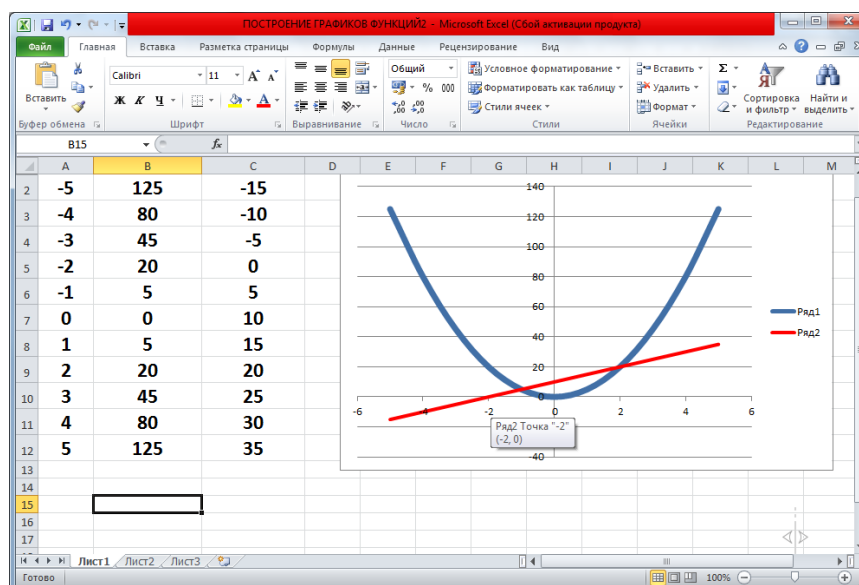 ПОСТРОЕНИЕ ГРАФИКОВ ФУНКЦИЙ2 - Microsoft Excel (Сбой активации продукта)
Файл Главная Вставка Разметка страницы Формулы Данные Рецензирование Вид
Calibri 11 Общий Условное форматирование Вставить Σ
Ж К Ч % 000 Форматировать как таблицу Удалить
Вставить Стили ячеек Формат Сортировка и фильтр Найти и выделить
Буфер обмена Шрифт Выравнивание Число Стили Ячейки Редактирование
B15 fx
A B C D E F G H I J K L M
2 -5 125 -15
3 -4 80 -10
4 -3 45 -5
5 -2 20 0
6 -1 5 5
7 0 0 10
8 1 5 15
9 2 20 20
10 3 45 25
11 4 80 30
12 5 125 35
13
14
15
16
17
140
120
100
80
60
40
20
0
-40
-6 -4 -2 0 2 4 6
Ряд1
Ряд2
Ряд2 Точка "-2"
(-2, 0)
Лист1 Лист2 Лист3
Готово 100%